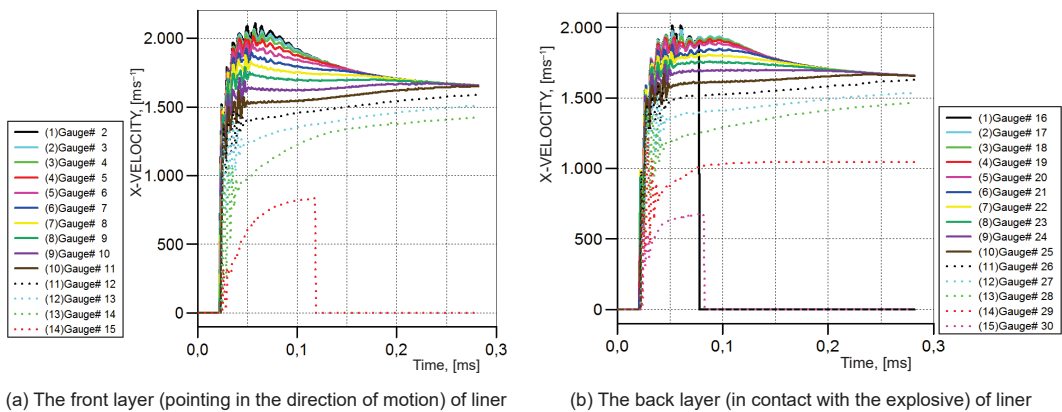 X-VELOCITY, [ms⁻¹]
2.000
1.500
1.000
500
0
0,0
0,1
0,2
0,3
Time, [ms]
(1)Gauge# 2
(2)Gauge# 3
(3)Gauge# 4
(4)Gauge# 5
(5)Gauge# 6
(6)Gauge# 7
(7)Gauge# 8
(8)Gauge# 9
(9)Gauge# 10
(10)Gauge# 11
(11)Gauge# 12
(12)Gauge# 13
(13)Gauge# 14
(14)Gauge# 15
(a) The front layer (pointing in the direction of motion) of liner
X-VELOCITY, [ms⁻¹]
2.000
1.500
1.000
500
0
0,0
0,1
0,2
0,3
Time, [ms]
(1)Gauge# 16
(2)Gauge# 17
(3)Gauge# 18
(4)Gauge# 19
(5)Gauge# 20
(6)Gauge# 21
(7)Gauge# 22
(8)Gauge# 23
(9)Gauge# 24
(10)Gauge# 25
(11)Gauge# 26
(12)Gauge# 27
(13)Gauge# 28
(14)Gauge# 29
(15)Gauge# 30
(b) The back layer (in contact with the explosive) of liner